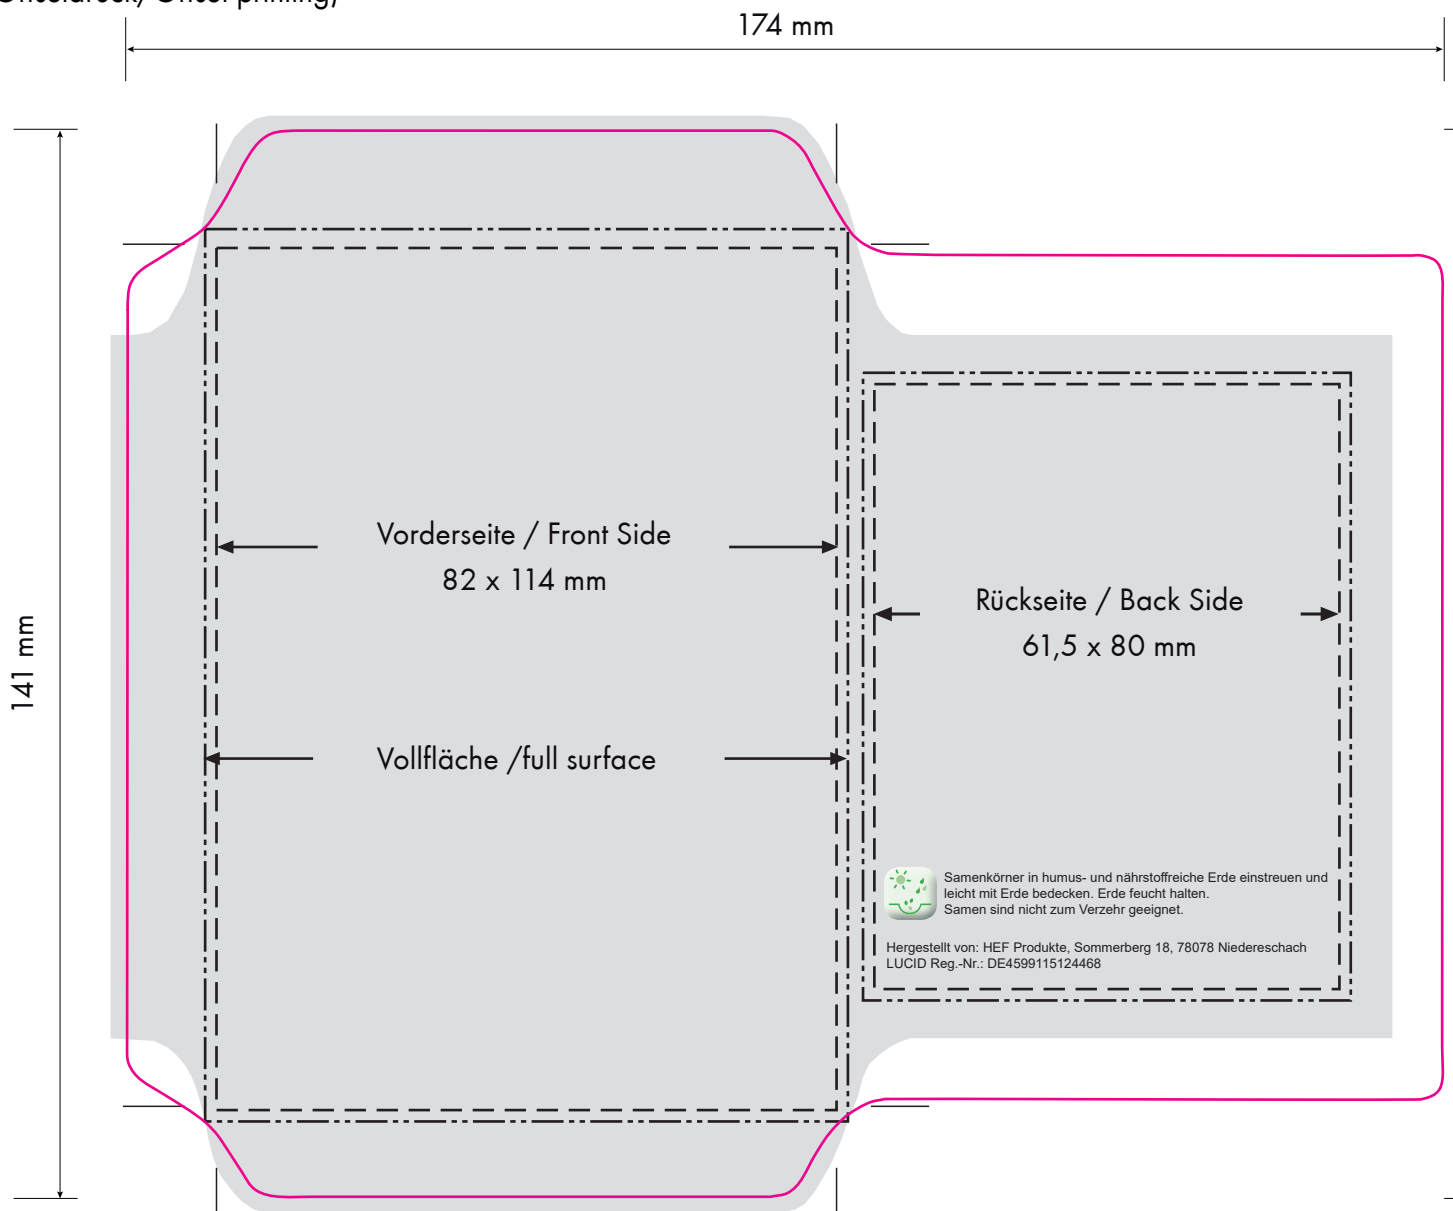 174 mm
141 mm
Vorderseite / Front Side
82 x 114 mm
Vollfläche /full surface
Rückseite / Back Side
61,5 x 80 mm
Samenkörner in humus- und nährstoffreiche Erde einstreuen und
leicht mit Erde bedecken. Erde feucht halten.
Samen sind nicht zum Verzehr geeignet.
Hergestellt von: HEF Produkte, Sommerberg 18, 78078 Niedereschach
LUCID Reg.-Nr.: DE4599115124468